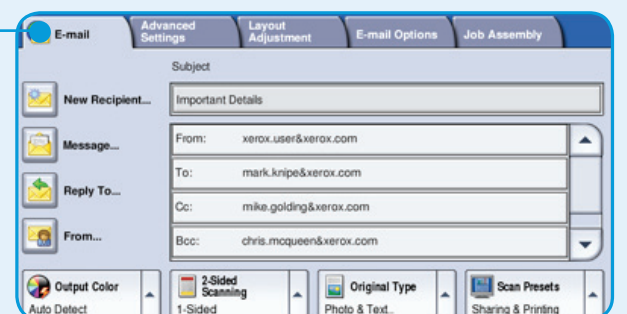 E-mail
Advanced Settings
Layout Adjustment
E-mail Options
Job Assembly
Subject
New Recipient...
Important Details
Message...
From: xerox.user&xerox.com
To: mark.knipe&xerox.com
Reply To...
Cc: mike.golding&xerox.com
From...
Bcc: chris.mcqueen&xerox.com
Output Color
Auto Detect
2-Sided
Scanning
1-Sided
Original Type
Photo & Text..
Scan Presets
Sharing & Printing